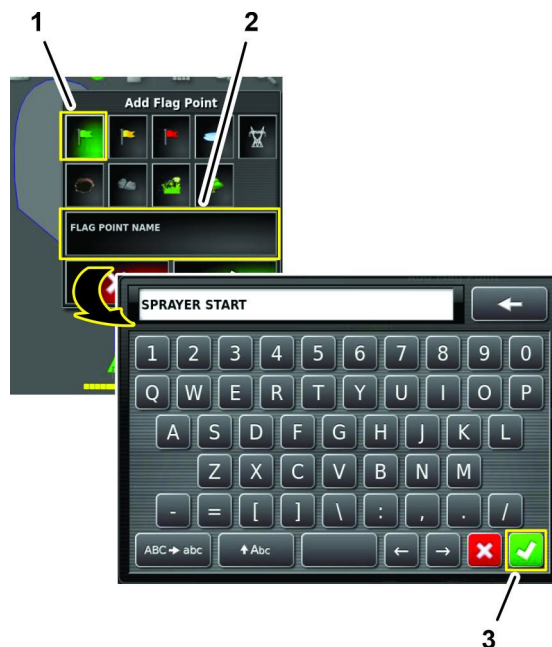 1 2
Add Flag Point
FLAG POINT NAME
SPRAYER START
1 2 3 4 5 6 7 8 9 0
Q W E R T Y U I O P
A S D F G H J K L
Z X C V B N M
- = [ ] \ : , . /
ABC→abc ↑Abc ← →
3